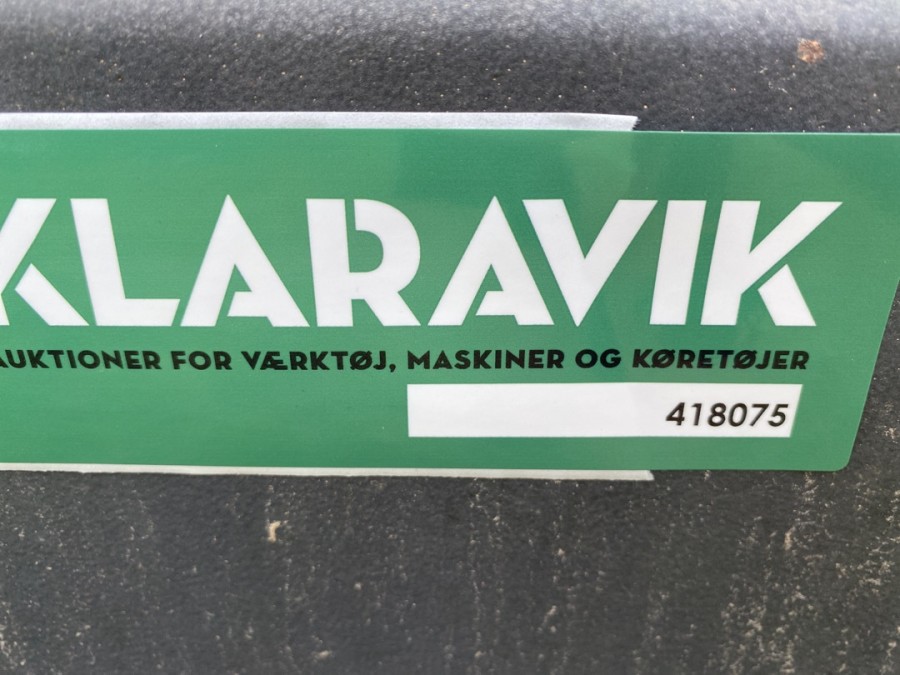 KLARAVIK
AUKTIONER FOR VÆRKTØJ, MASKINER OG KØRETØJER
418075